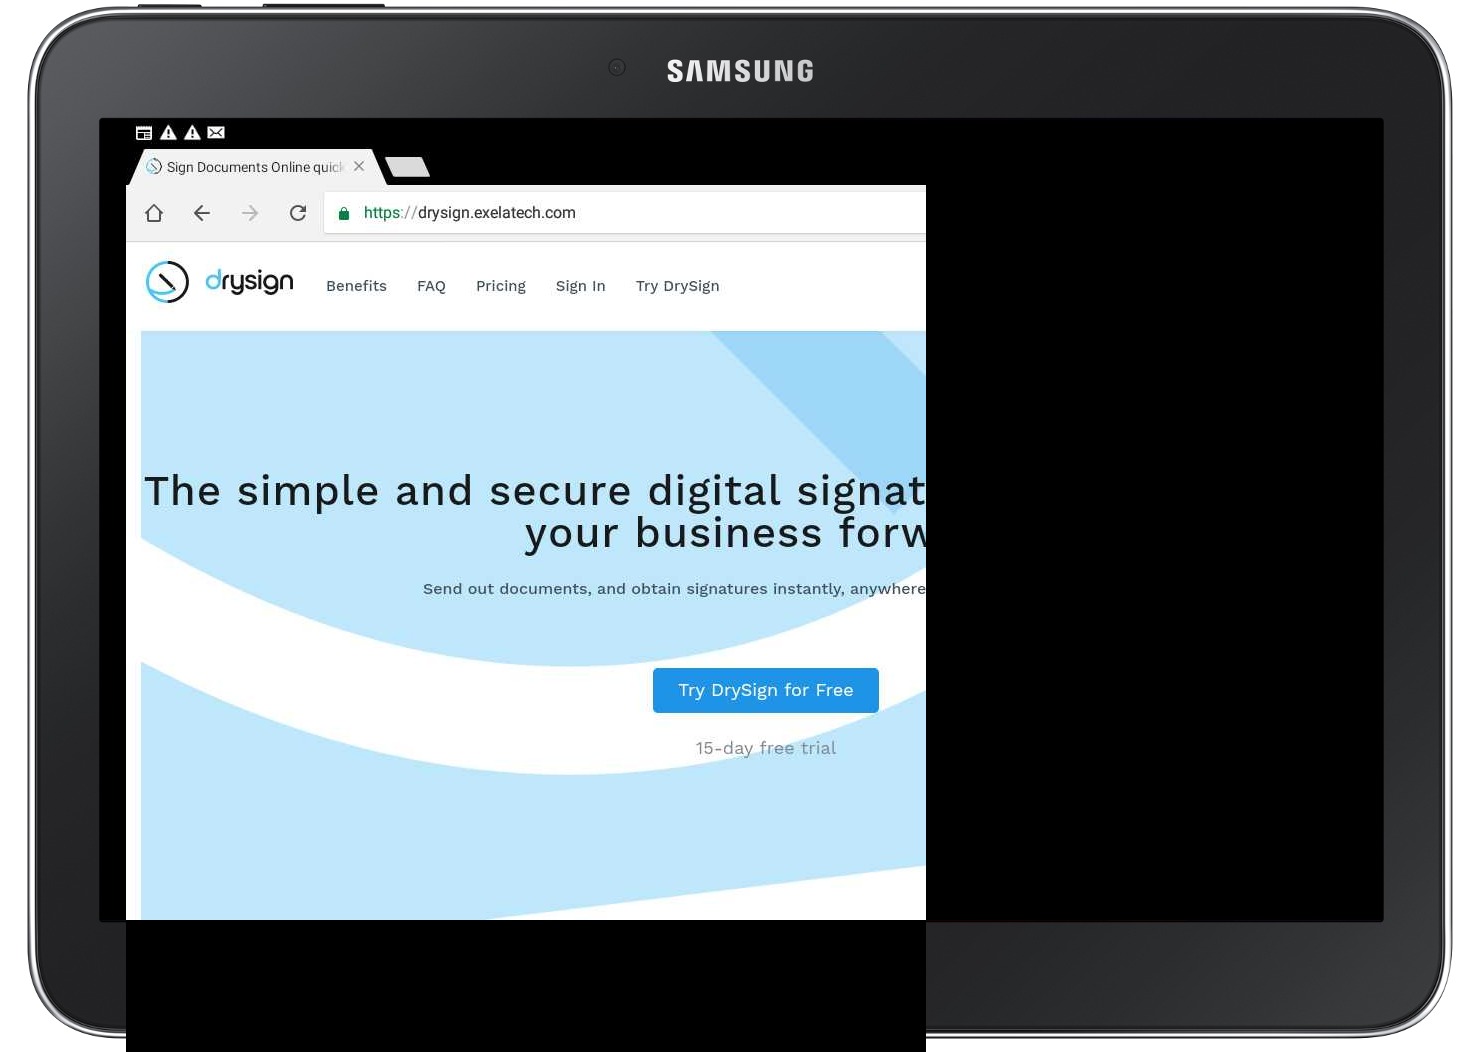 SAMSUNG
Sign Documents Online quick
https://drysign.exelatech.com
drysign Benefits FAQ Pricing Sign In Try DrySign
The simple and secure digital signat
your business forw
Send out documents, and obtain signatures instantly, anywhere
Try DrySign for Free
15-day free trial